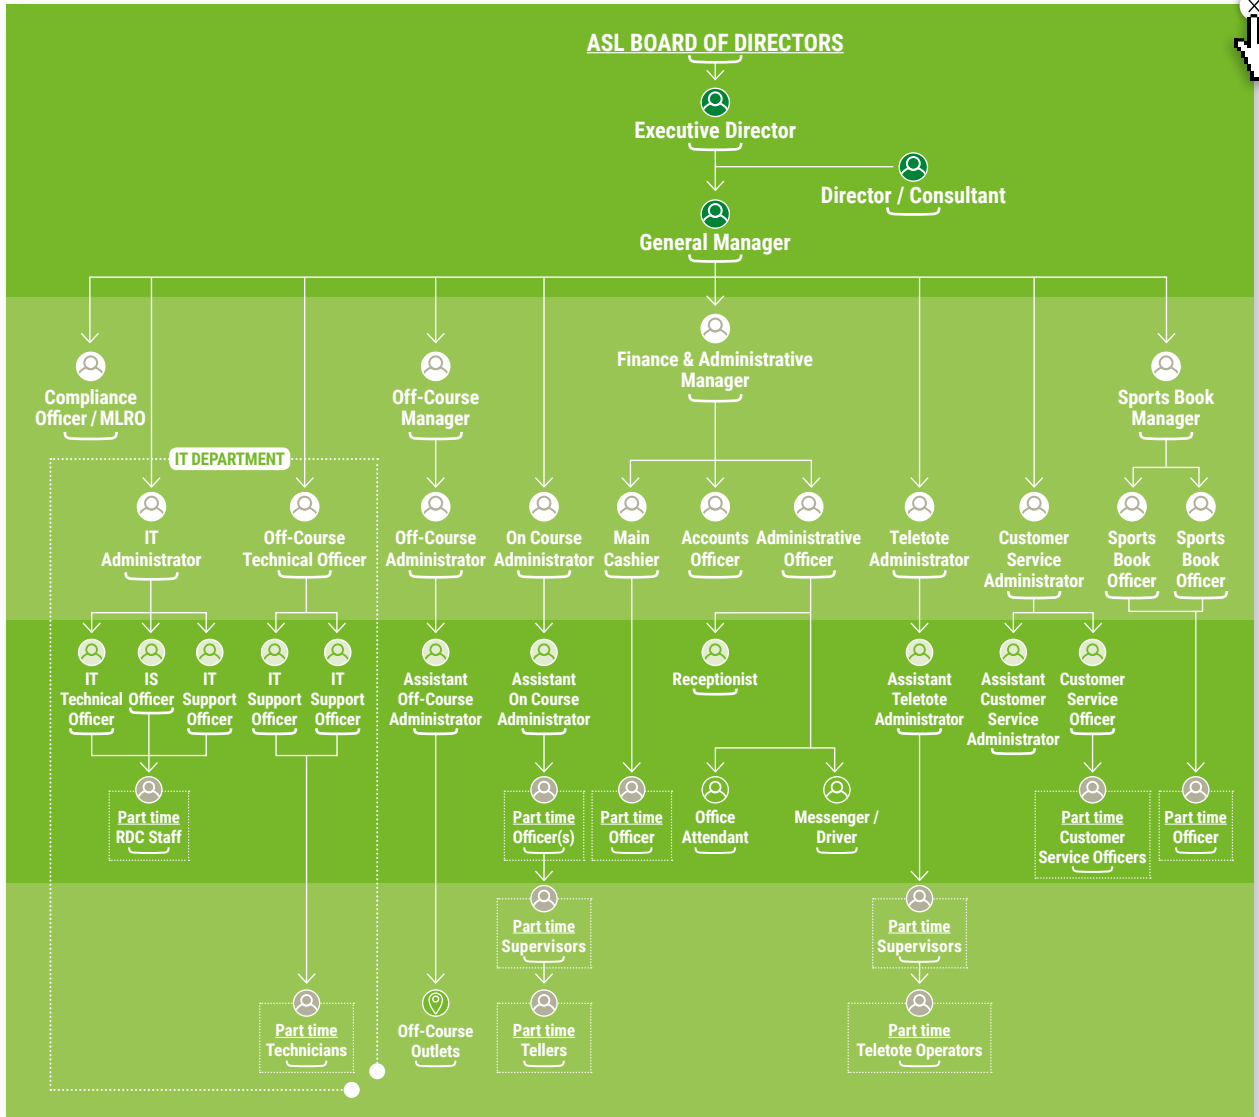 ASL BOARD OF DIRECTORS
Executive Director
Director / Consultant
General Manager
Compliance
Officer / MLRO
Off-Course
Manager
Finance & Administrative
Manager
Sports Book
Manager
IT DEPARTMENT
IT
Administrator
Off-Course
Technical Officer
Off-Course
Administrator
On Course
Administrator
Main
Cashier
Accounts
Officer
Administrative
Officer
Teletote
Administrator
Customer
Service
Administrator
Sports
Book
Officer
Sports
Book
Officer
IT
Technical
Officer
IS
Officer
IT
Support
Officer
IT
Support
Officer
IT
Support
Officer
Assistant
Off-Course
Administrator
Assistant
On Course
Administrator
Receptionist
Assistant
Teletote
Administrator
Assistant
Customer
Service
Administrator
Customer
Service
Officer
Part time
RDC Staff
Part time
Officer(s)
Part time
Officer
Office
Attendant
Messenger /
Driver
Part time
Customer
Service Officers
Part time
Officer
Part time
Supervisors
Part time
Supervisors
Part time
Technicians
Off-Course
Outlets
Part time
Tellers
Part time
Teletote Operators